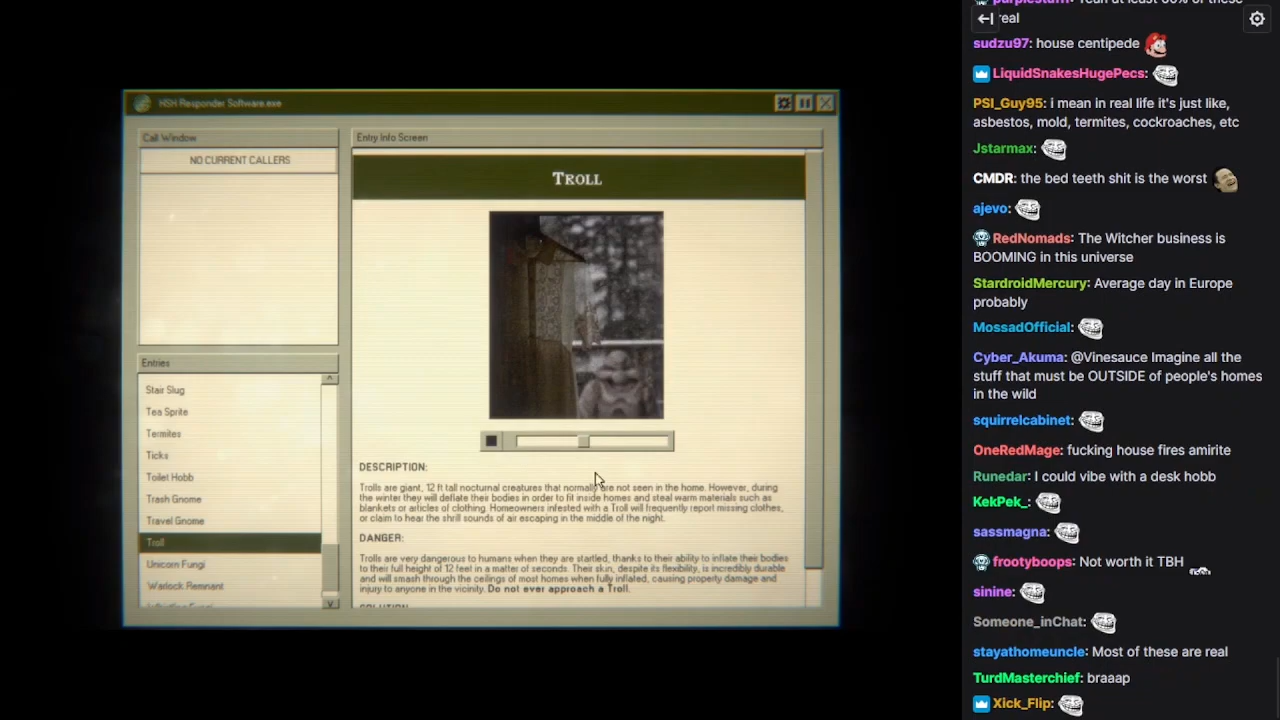 NSH Responder Software.exe
Call Window
NO CURRENT CALLERS
Entries
Stair Slug
Tea Sprite
Termites
Ticks
Toilet Hobb
Trash Gnome
Travel Gnome
Troll
Unicorn Fungi
Warlock Remnant
Entry Info Screen
TROLL
DESCRIPTION:
Trolls are giant, 12 ft tall nocturnal creatures that normally are not seen in the home. However, during
the winter they will deflate their bodies in order to fit inside homes and steal warm materials such as
blankets or articles of clothing. Homeowners infested with a Troll will frequently report missing clothes,
or claim to hear the shrill sounds of air escaping in the middle of the night.
DANGER:
Trolls are very dangerous to humans when they are startled, thanks to their ability to inflate their bodies
to their full height of 12 feet in a matter of seconds. Their skin, despite its flexibility, is incredibly durable
and will smash through the ceilings of most homes when fully inflated, causing property damage and
injury to anyone in the vicinity. Do not ever approach a Troll.
real
sudzu97: house centipede
LiquidSnakesHugePecs:
PSI_Guy95: i mean in real life it's just like,
asbestos, mold, termites, cockroaches, etc
Jstarmax:
CMDR: the bed teeth shit is the worst
ajevo:
RedNomads: The Witcher business is
BOOMING in this universe
StardroidMercury: Average day in Europe
probably
MossadOfficial:
Cyber_Akuma: @Vinesauce Imagine all the
stuff that must be OUTSIDE of people's homes
in the wild
squirrelcabinet:
OneRedMage: fucking house fires amirite
Runedar: I could vibe with a desk hobb
KekPek_:
sassmagna:
frootyboops: Not worth it TBH
sinine:
Someone_inChat:
stayathomeuncle: Most of these are real
TurdMasterchief: braaap
Xick_Flip: